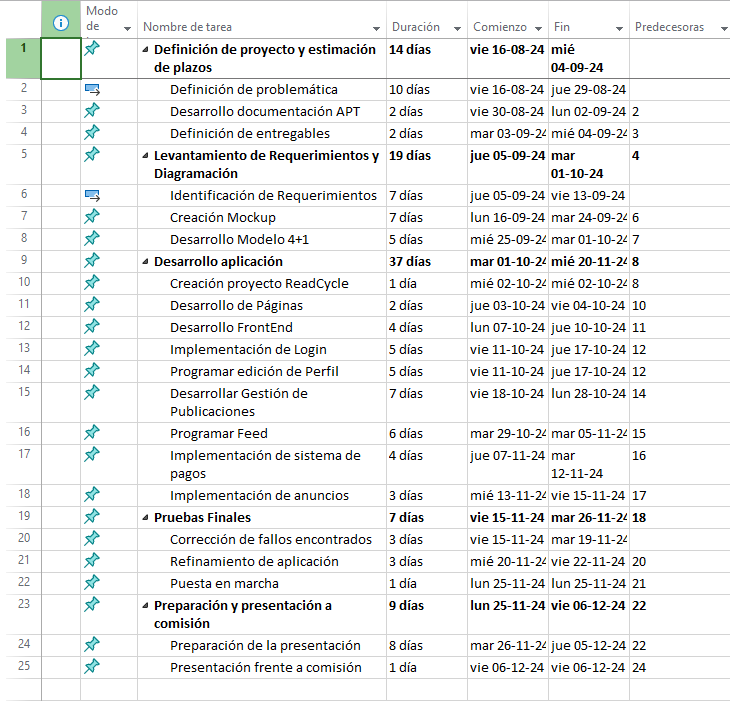 Modo de Nombre de tarea Duración Comienzo Fin Predecesoras
1 Definición de proyecto y estimación de plazos 14 días vie 16-08-24 mié 04-09-24
2 Definición de problemática 10 días vie 16-08-24 jue 29-08-24
3 Desarrollo documentación APT 2 días vie 30-08-24 lun 02-09-24 2
4 Definición de entregables 2 días mar 03-09-24 mié 04-09-24 3
5 Levantamiento de Requerimientos y Diagramación 19 días jue 05-09-24 mar 01-10-24 4
6 Identificación de Requerimientos 7 días jue 05-09-24 vie 13-09-24
7 Creación Mockup 7 días lun 16-09-24 mar 24-09-24 6
8 Desarrollo Modelo 4+1 5 días mié 25-09-24 mar 01-10-24 7
9 Desarrollo aplicación 37 días mar 01-10-24 mié 20-11-24 8
10 Creación proyecto ReadCycle 1 día mié 02-10-24 mié 02-10-24 8
11 Desarrollo de Páginas 2 días jue 03-10-24 vie 04-10-24 10
12 Desarrollo FrontEnd 4 días lun 07-10-24 jue 10-10-24 11
13 Implementación de Login 5 días vie 11-10-24 jue 17-10-24 12
14 Programar edición de Perfil 5 días vie 11-10-24 jue 17-10-24 12
15 Desarrollar Gestión de Publicaciones 7 días vie 18-10-24 lun 28-10-24 14
16 Programar Feed 6 días mar 29-10-24 mar 05-11-24 15
17 Implementación de sistema de pagos 4 días jue 07-11-24 mar 12-11-24 16
18 Implementación de anuncios 3 días mié 13-11-24 vie 15-11-24 17
19 Pruebas Finales 7 días vie 15-11-24 mar 26-11-24 18
20 Corrección de fallos encontrados 3 días vie 15-11-24 mar 19-11-24
21 Refinamiento de aplicación 3 días mié 20-11-24 vie 22-11-24 20
22 Puesta en marcha 1 día lun 25-11-24 lun 25-11-24 21
23 Preparación y presentación a comisión 9 días lun 25-11-24 vie 06-12-24 22
24 Preparación de la presentación 8 días mar 26-11-24 jue 05-12-24 22
25 Presentación frente a comisión 1 día vie 06-12-24 vie 06-12-24 24